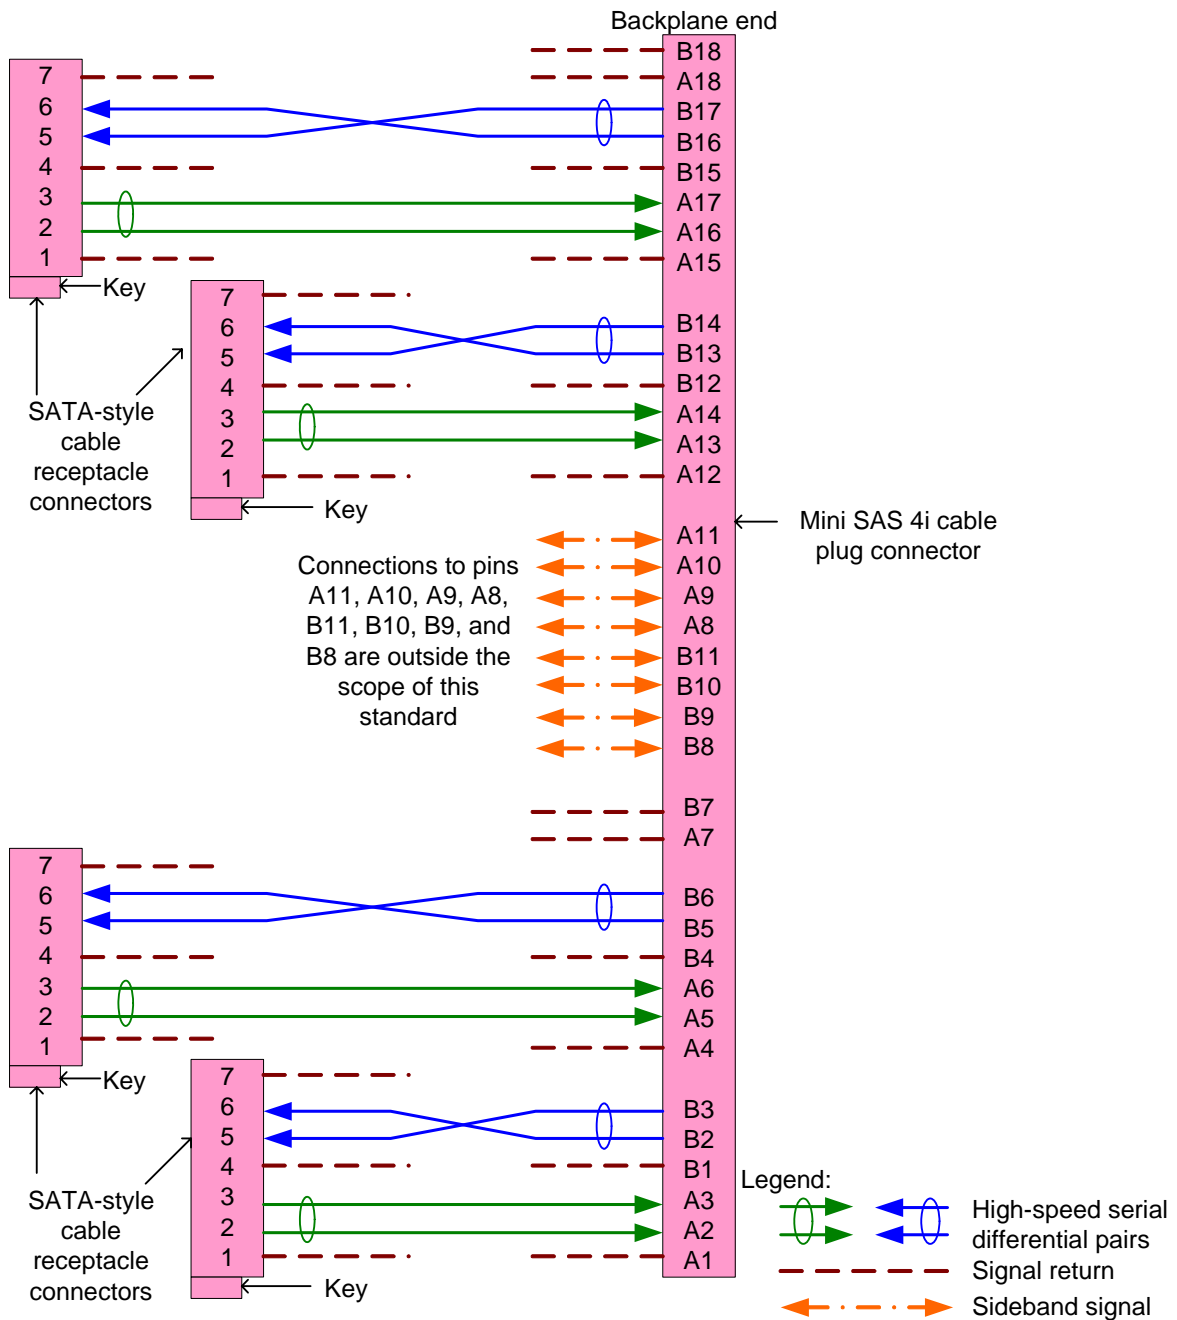 Backplane end
7
6
5
4
3
2
1
Key
7
6
5
4
3
2
1
Key
SATA-style
cable
receptacle
connectors
B18
A18
B17
B16
B15
A17
A16
A15
B14
B13
B12
A14
A13
A12
A11
A10
A9
A8
B11
B10
B9
B8
B7
A7
B6
B5
B4
A6
A5
A4
B3
B2
B1
A3
A2
A1
Mini SAS 4i cable
plug connector
Connections to pins
A11, A10, A9, A8,
B11, B10, B9, and
B8 are outside the
scope of this
standard
7
6
5
4
3
2
1
Key
7
6
5
4
3
2
1
Key
SATA-style
cable
receptacle
connectors
Legend:
High-speed serial
differential pairs
Signal return
Sideband signal